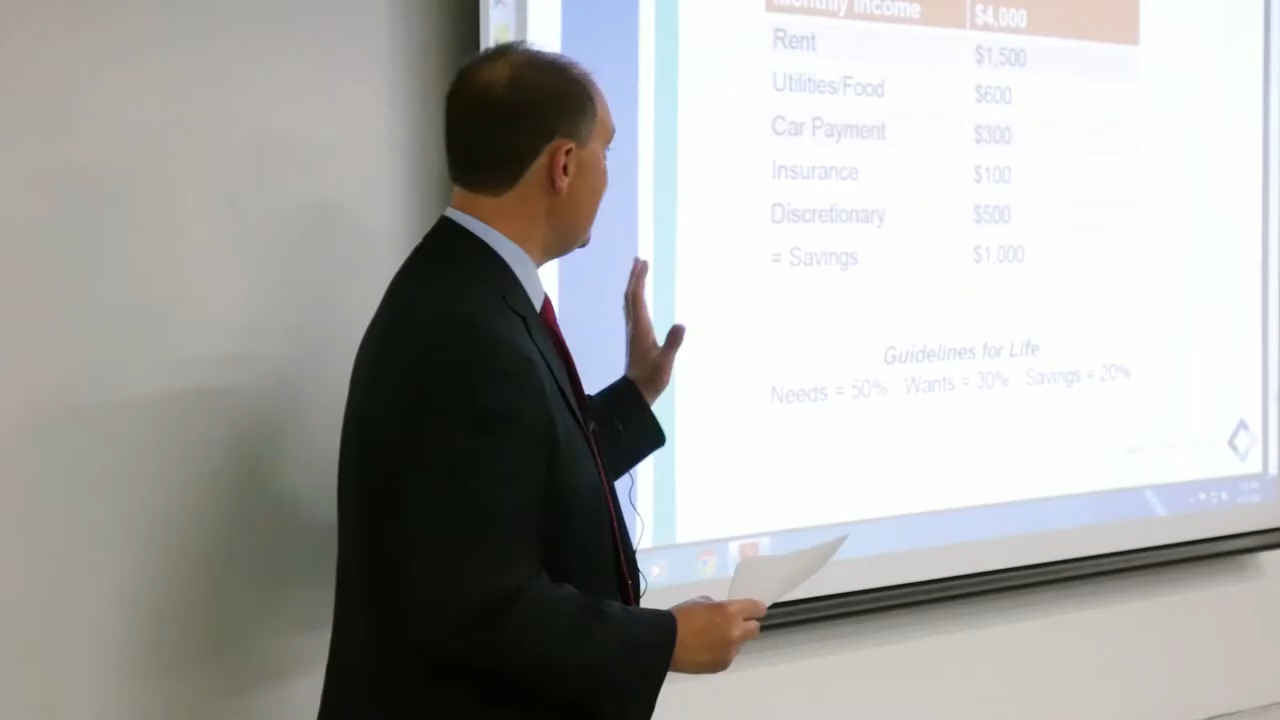 Monthly Income $4,000
Rent $1,500
Utilities/Food $600
Car Payment $300
Insurance $100
Discretionary $500
= Savings $1,000
Guidelines for Life
Needs = 50% Wants = 30% Savings = 20%